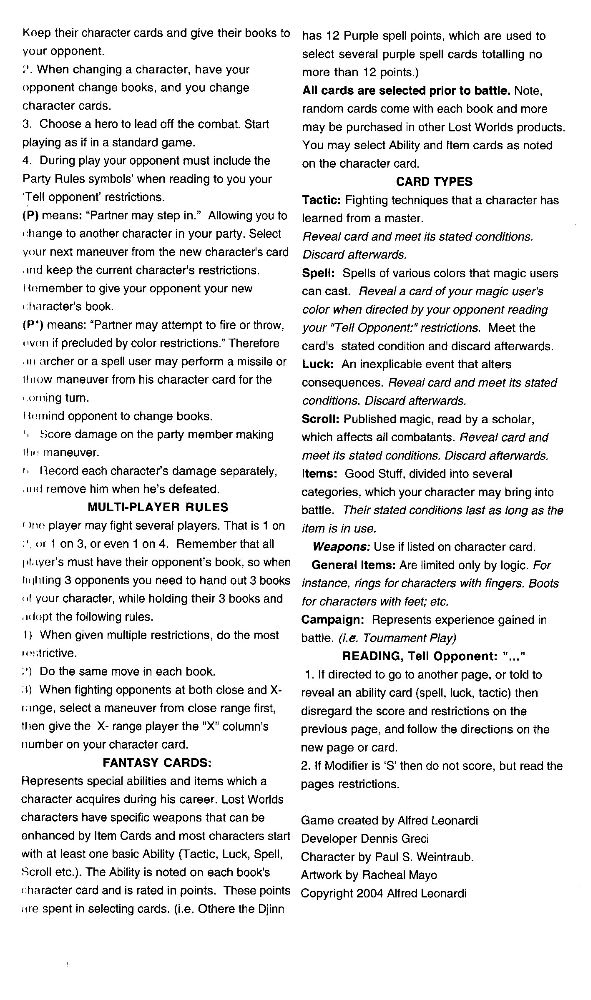 Keep their character cards and give their books to
your opponent.
2. When changing a character, have your
opponent change books, and you change
character cards.
3. Choose a hero to lead off the combat. Start
playing as if in a standard game.
4. During play your opponent must include the
Party Rules symbols' when reading to you your
'Tell opponent' restrictions.
(P) means: "Partner may step in." Allowing you to
change to another character in your party. Select
your next maneuver from the new character's card
and keep the current character's restrictions.
Remember to give your opponent your new
character's book.
(P*) means: "Partner may attempt to fire or throw,
even if precluded by color restrictions." Therefore
an archer or a spell user may perform a missile or
throw maneuver from his character card for the
coming turn.
Remind opponent to change books.
5. Score damage on the party member making
the maneuver.
6. Record each character's damage separately,
and remove him when he's defeated.
MULTI-PLAYER RULES
One player may fight several players. That is 1 on
2, or 1 on 3, or even 1 on 4. Remember that all
player's must have their opponent's book, so when
fighting 3 opponents you need to hand out 3 books
of your character, while holding their 3 books and
adopt the following rules.
1) When given multiple restrictions, do the most
restrictive.
2) Do the same move in each book.
3) When fighting opponents at both close and X-
range, select a maneuver from close range first,
then give the X- range player the "X" column's
number on your character card.
FANTASY CARDS:
Represents special abilities and items which a
character acquires during his career. Lost Worlds
characters have specific weapons that can be
enhanced by Item Cards and most characters start
with at least one basic Ability (Tactic, Luck, Spell,
Scroll etc.). The Ability is noted on each book's
character card and is rated in points. These points
are spent in selecting cards. (i.e. Othere the Djinn
has 12 Purple spell points, which are used to
select several purple spell cards totalling no
more than 12 points.)
All cards are selected prior to battle. Note,
random cards come with each book and more
may be purchased in other Lost Worlds products.
You may select Ability and Item cards as noted
on the character card.
CARD TYPES
Tactic: Fighting techniques that a character has
learned from a master.
Reveal card and meet its stated conditions.
Discard afterwards.
Spell: Spells of various colors that magic users
can cast. Reveal a card of your magic user's
color when directed by your opponent reading
your "Tell Opponent:" restrictions. Meet the
card's stated condition and discard afterwards.
Luck: An inexplicable event that alters
consequences. Reveal card and meet its stated
conditions. Discard afterwards.
Scroll: Published magic, read by a scholar,
which affects all combatants. Reveal card and
meet its stated conditions. Discard afterwards.
Items: Good Stuff, divided into several
categories, which your character may bring into
battle. Their stated conditions last as long as the
item is in use.
Weapons: Use if listed on character card.
General Items: Are limited only by logic. For
instance, rings for characters with fingers. Boots
for characters with feet; etc.
Campaign: Represents experience gained in
battle. (i.e. Tournament Play)
READING, Tell Opponent: "..."
1. If directed to go to another page, or told to
reveal an ability card (spell, luck, tactic) then
disregard the score and restrictions on the
previous page, and follow the directions on the
new page or card.
2. If Modifier is 'S' then do not score, but read the
pages restrictions.
Game created by Alfred Leonardi
Developer Dennis Greci
Character by Paul S. Weintraub.
Artwork by Racheal Mayo
Copyright 2004 Alfred Leonardi